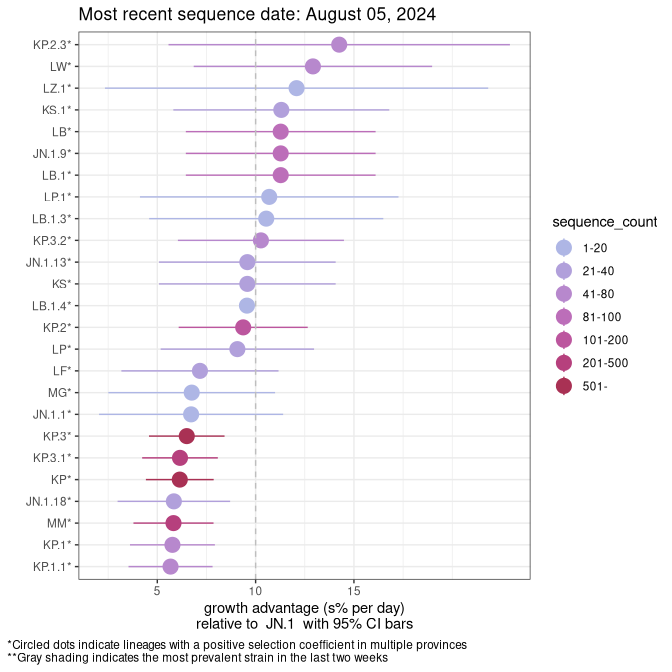 Most recent sequence date: August 05, 2024
KP.2.3*
LW*
LZ.1*
KS.1*
LB*
JN.1.9*
LB.1*
LP.1*
LB.1.3*
KP.3.2*
JN.1.13*
KS*
LB.1.4*
KP.2*
LP*
LF*
MG*
JN.1.1*
KP.3*
KP.3.1*
KP*
JN.1.18*
MM*
KP.1*
KP.1.1*
5 10 15
growth advantage (s% per day)
relative to JN.1 with 95% CI bars
sequence_count
1-20
21-40
41-80
81-100
101-200
201-500
501-
*Circled dots indicate lineages with a positive selection coefficient in multiple provinces
**Gray shading indicates the most prevalent strain in the last two weeks